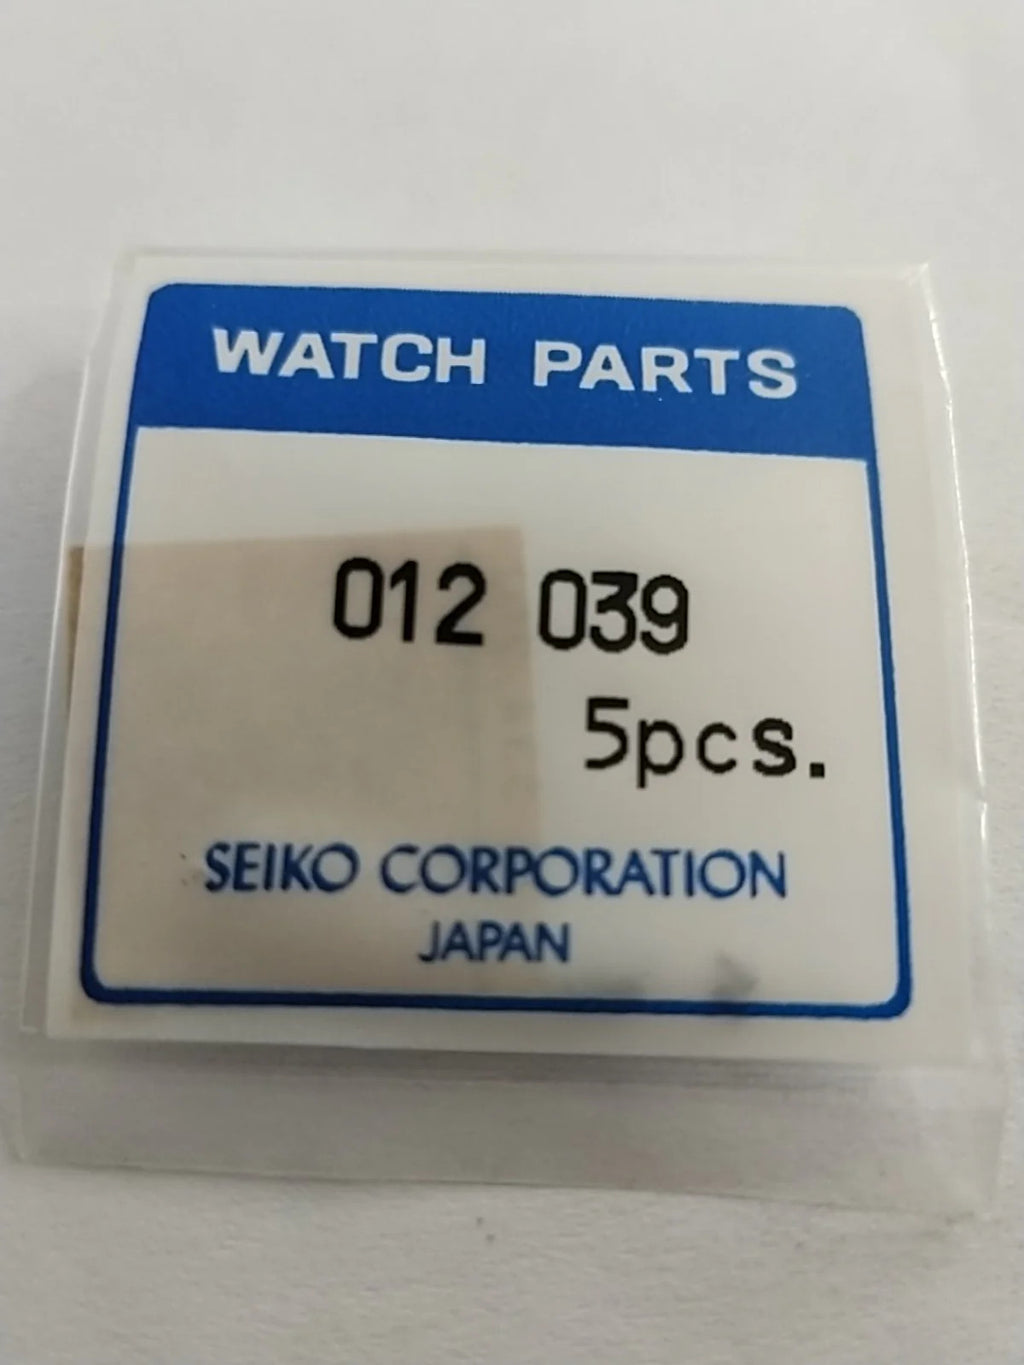 WATCH PARTS
012 039
5pcs.
SEIKO CORPORATION
JAPAN